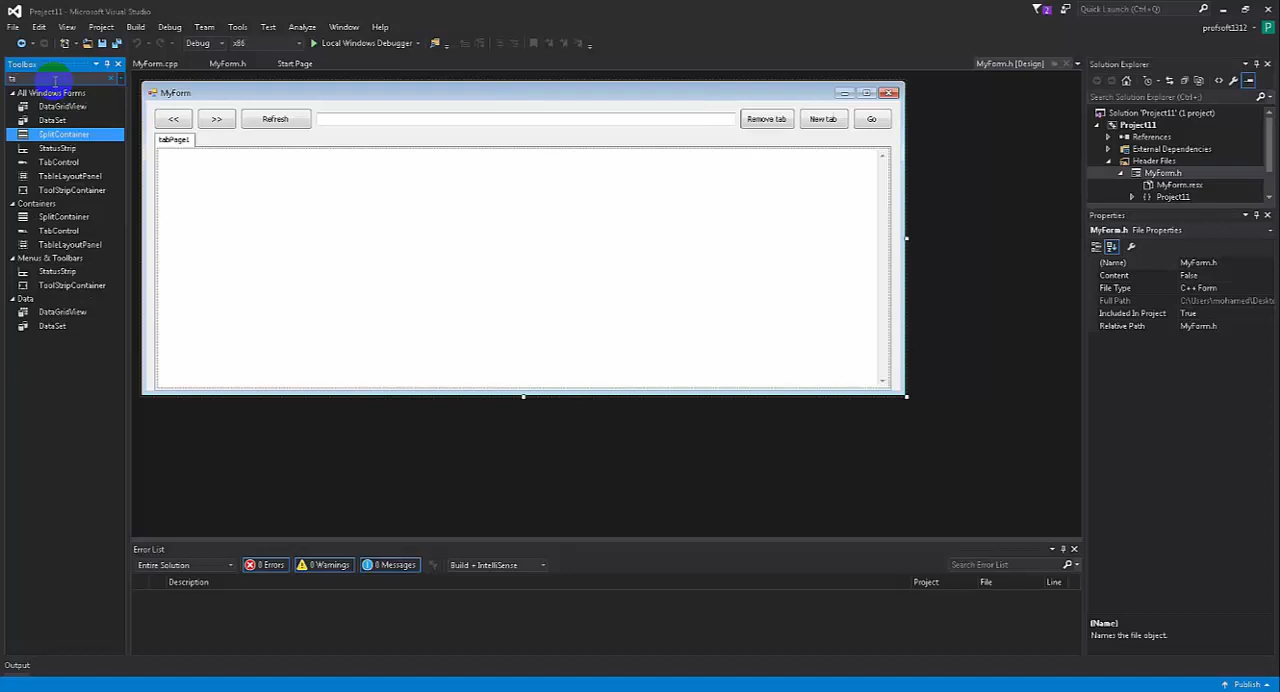 Project11 - Microsoft Visual Studio
2
Quick Launch (Ctrl+Q)
File Edit View Project Build Debug Team Tools Test Analyze Window Help
profsoft1312
P
Debug x86 Local Windows Debugger
Toolbox
MyForm.cpp MyForm.h Start Page MyForm.h [Design]
ta
All Windows Forms
DataGridView
DataSet
SplitContainer
StatusStrip
TabControl
TableLayoutPanel
ToolStripContainer
Containers
SplitContainer
TabControl
TableLayoutPanel
Menus & Toolbars
StatusStrip
ToolStripContainer
Data
DataGridView
DataSet
MyForm
<< >> Refresh Remove tab New tab Go
tabPage1
Solution Explorer
Search Solution Explorer (Ctrl+;)
Solution 'Project11' (1 project)
Project11
References
External Dependencies
Header Files
MyForm.h
MyForm.resx
{ } Project11
Properties
MyForm.h File Properties
(Name) MyForm.h
Content False
File Type C++ Form
Full Path C:\Users\mohamed\Deskto
Included In Project True
Relative Path MyForm.h
(Name)
Names the file object.
Error List
Entire Solution 0 Errors 0 Warnings 0 Messages Build + IntelliSense Search Error List
Description Project File Line
Output
Publish